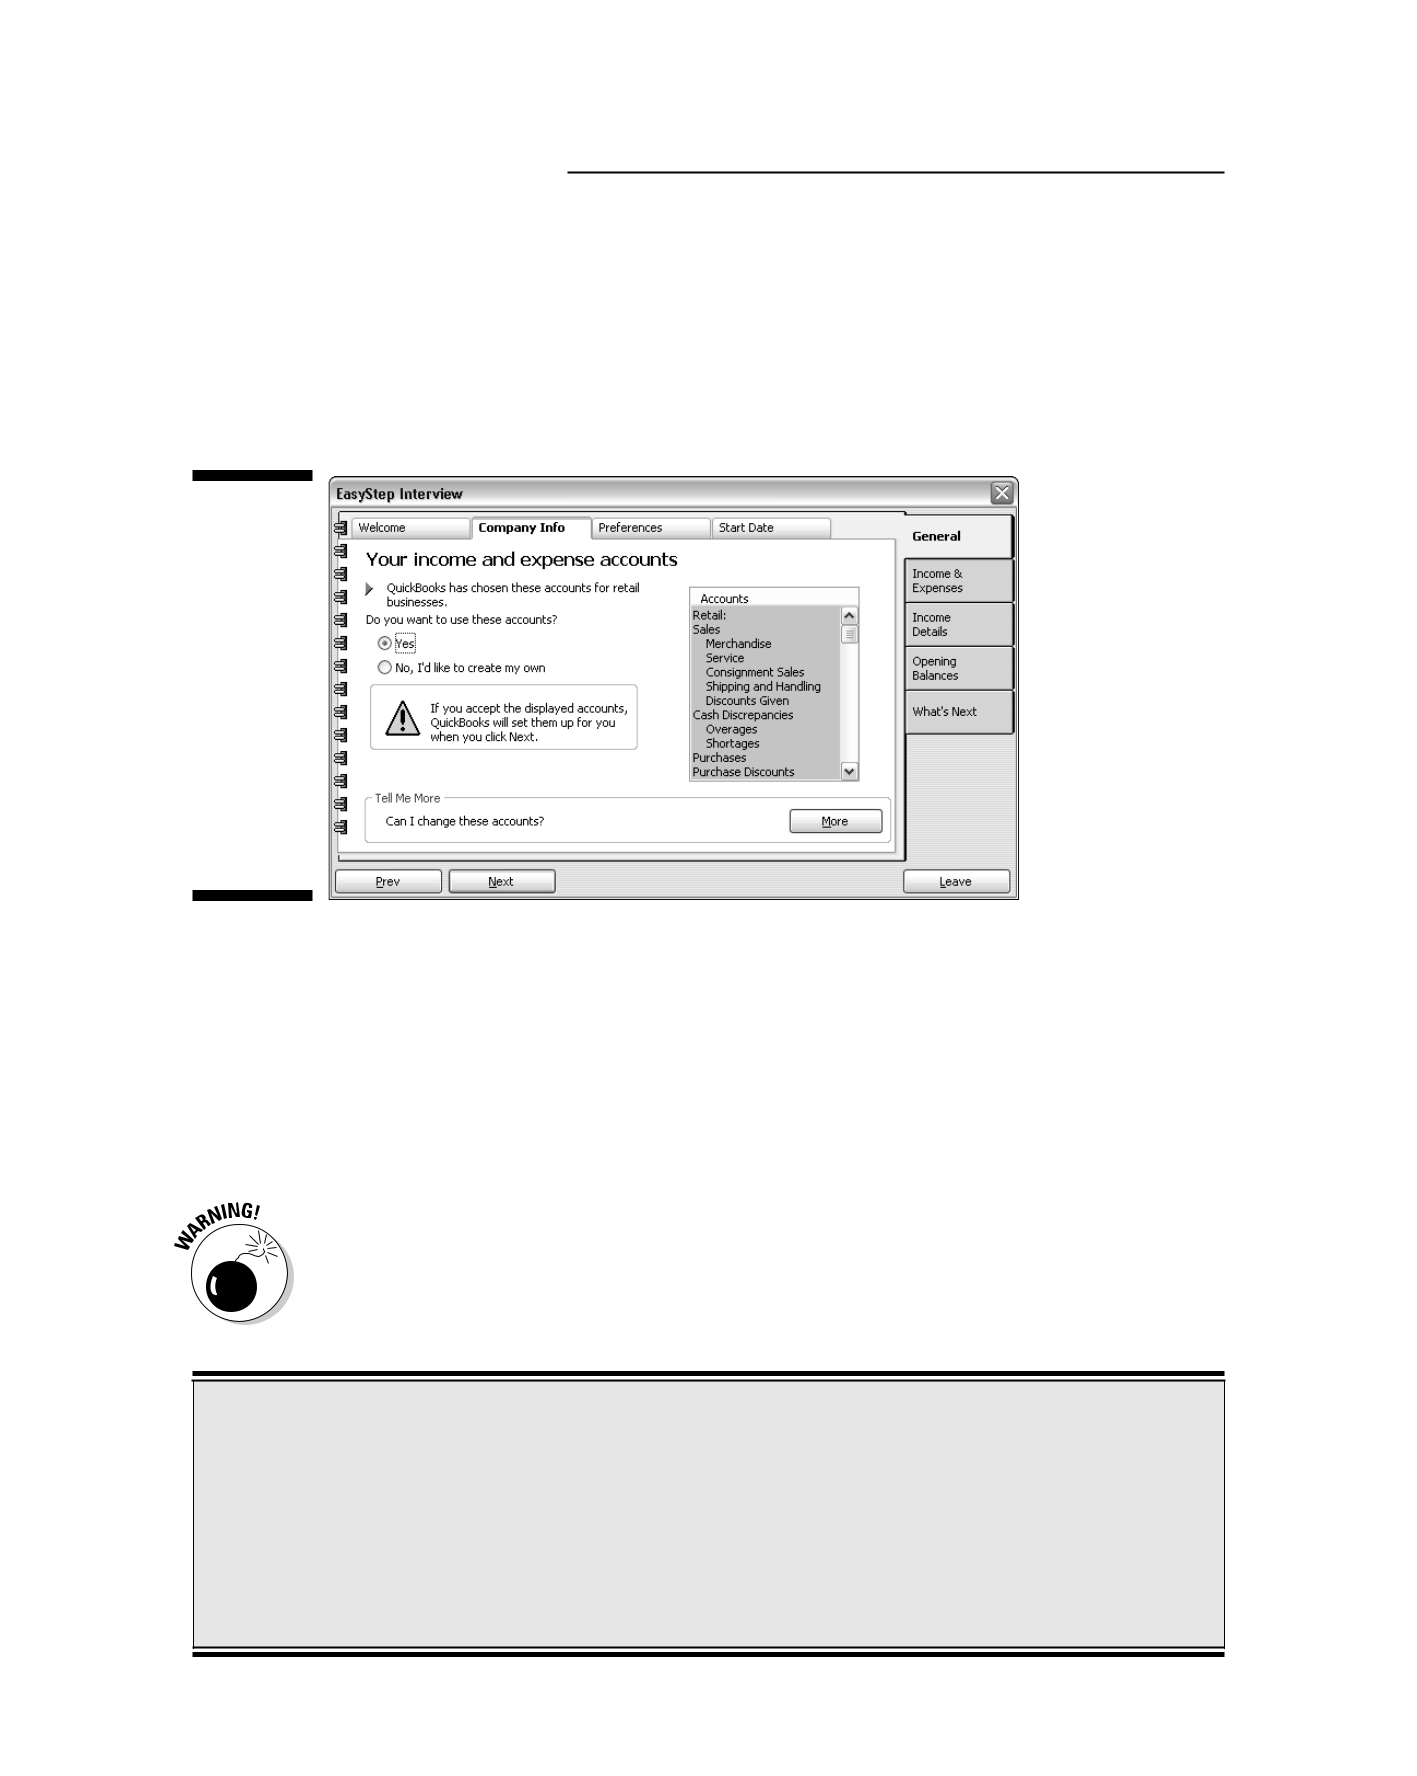 EasyStep Interview
Welcome
Company Info
Preferences
Start Date
General
Income &
Expenses
Income
Details
Opening
Balances
What's Next
Your income and expense accounts
QuickBooks has chosen these accounts for retail
businesses.
Do you want to use these accounts?
Yes
No, I'd like to create my own
If you accept the displayed accounts,
QuickBooks will set them up for you
when you click Next.
Accounts
Retail:
Sales
Merchandise
Service
Consignment Sales
Shipping and Handling
Discounts Given
Cash Discrepancies
Overages
Shortages
Purchases
Purchase Discounts
Tell Me More
Can I change these accounts?
More
Prev
Next
Leave
WARNING!